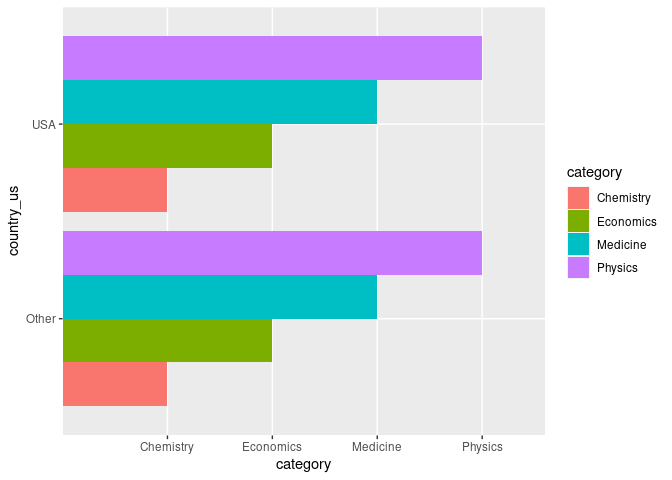 country_us
USA
Other
Chemistry
Economics
Medicine
Physics
category
category
Chemistry
Economics
Medicine
Physics